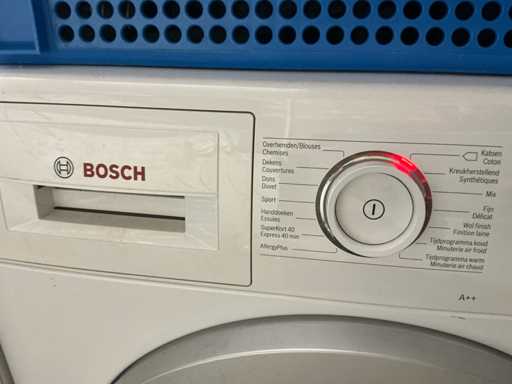 BOSCH
Overhemden/Blouses
Chemises
Dekens
Couvertures
Dons
Duvet
Sport
Handdoeken
Essuies
SuperKort 40
Express 40 min
AllergyPlus
Katoen
Coton
Kreukherstellend
Synthétiques
Mix
Fijn
Délicat
Wol finish
Finition laine
Tijdprogramma koud
Minuterie air froid
Tijdprogramma warm
Minuterie air chaud
A++